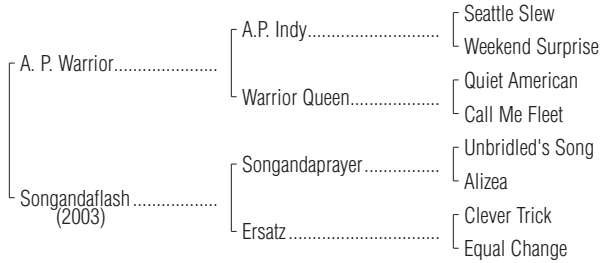 Seattle Slew
A.P. Indy
Weekend Surprise
A. P. Warrior
Quiet American
Warrior Queen
Call Me Fleet
Unbridled's Song
Songandaprayer
Alizea
Songandaflash
(2003)
Clever Trick
Ersatz
Equal Change